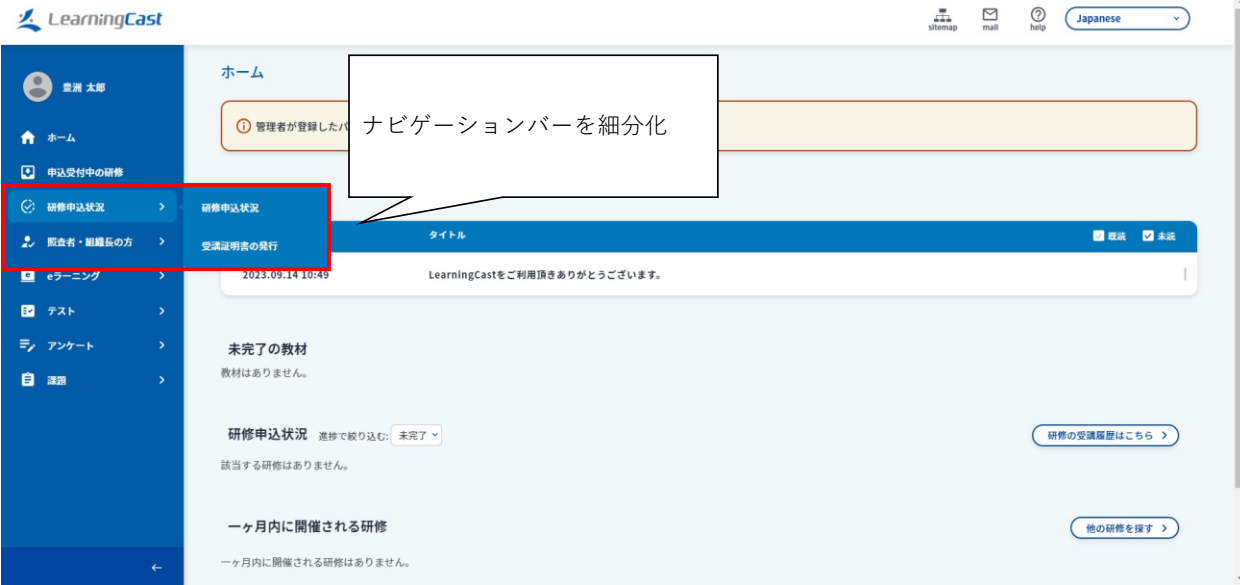 LearningCast
sitemap
mail
help
Japanese
豊洲 太郎
ホーム
申込受付中の研修
研修申込状況
照査者・組織長の方
eラーニング
テスト
アンケート
課題
研修申込状況
受講証明書の発行
ホーム
管理者が登録したパ
ナビゲーションバーを細分化
タイトル
既読
未読
2023.09.14 10:49
LearningCastをご利用頂きありがとうございます。
未完了の教材
教材はありません。
研修申込状況 進捗で絞り込む: 未完了
研修の受講履歴はこちら
該当する研修はありません。
一ヶ月内に開催される研修
他の研修を探す
一ヶ月内に開催される研修はありません。